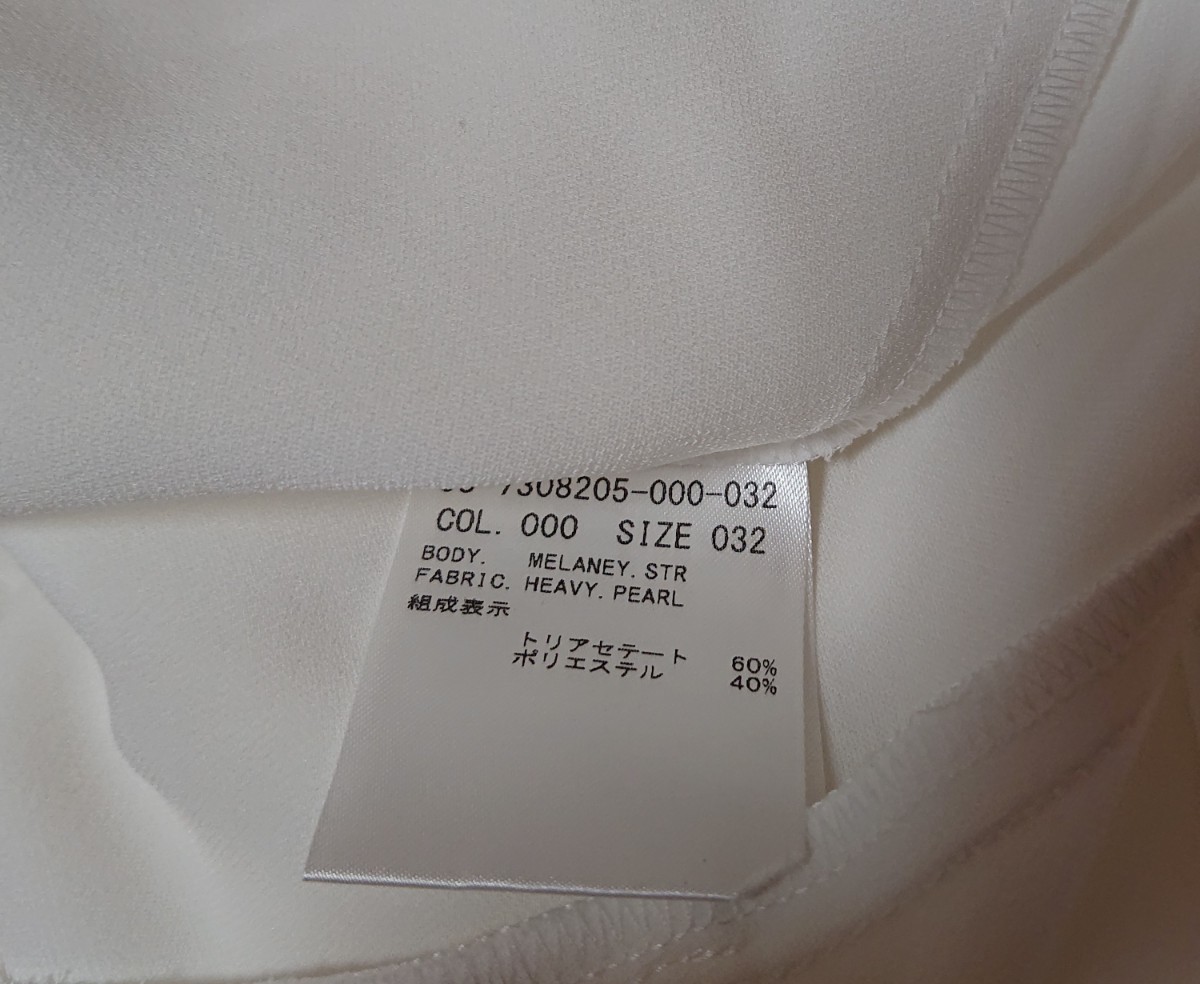 7308205-000-032
COL. 000 SIZE 032
BODY. MELANEY. STR
FABRIC. HEAVY. PEARL
組成表示
トリアセテート 60%
ポリエステル 40%